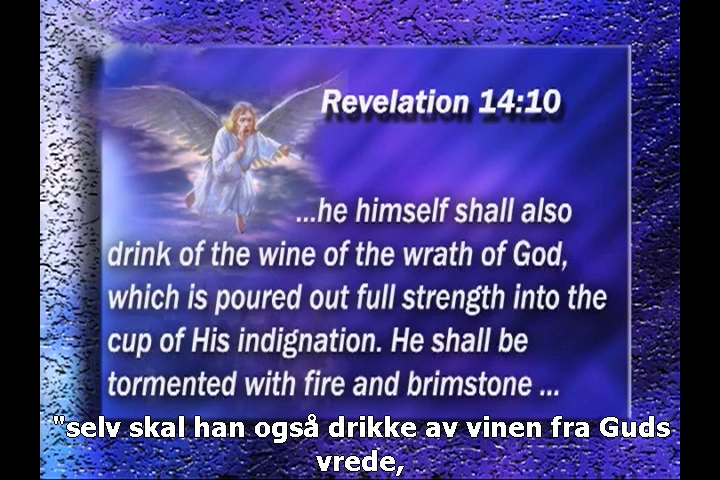 Revelation 14:10
...he himself shall also
drink of the wine of the wrath of God,
which is poured out full strength into the
cup of His indignation. He shall be
tormented with fire and brimstone ...
"selv skal han også drikke av vinen fra Guds
vrede,